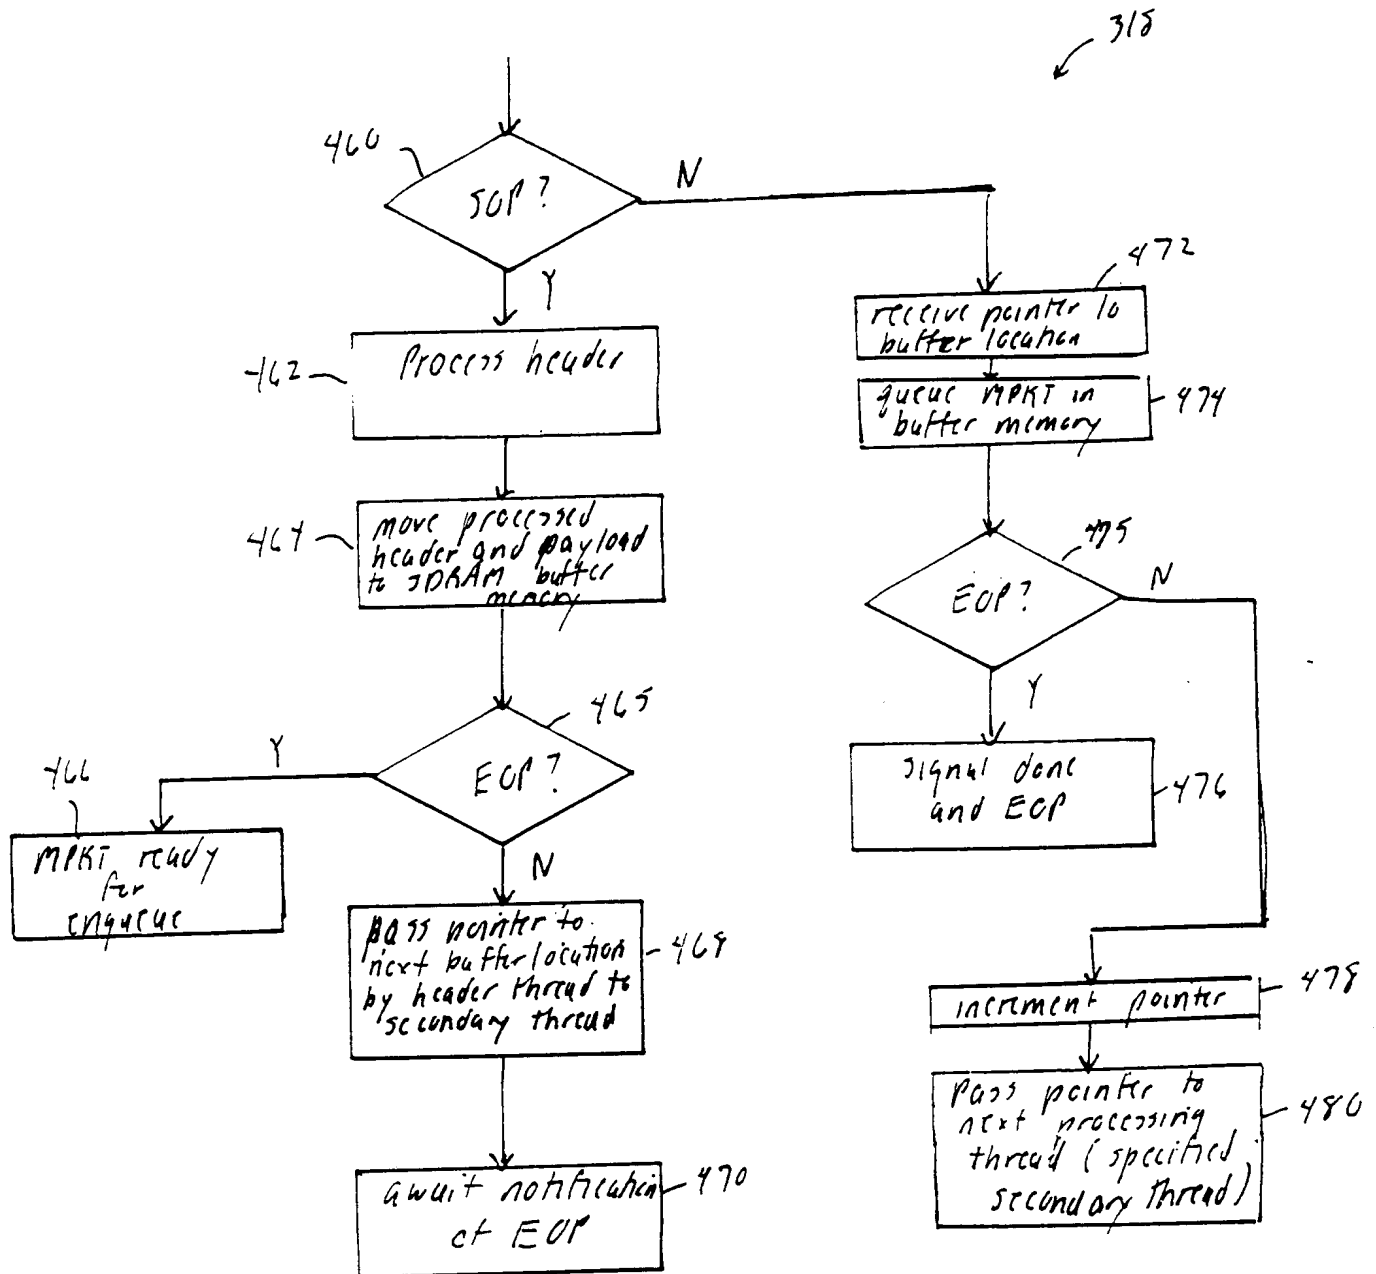 318
460
SOP?
N
Y
472
receive pointer to
buffer location
462
Process header
queue MPKT in
buffer memory
474
464
move processed
header and payload
to SDRAM buffer
memory
475
EOP?
N
Y
465
EOP?
Y
N
466
MPKT ready
for
enqueue
signal done
and EOP
476
pass pointer to
next buffer location
by header thread to
secondary thread
468
increment pointer
478
Pass pointer to
next processing
thread (specified
secondary thread)
480
await notification
of EOP
470